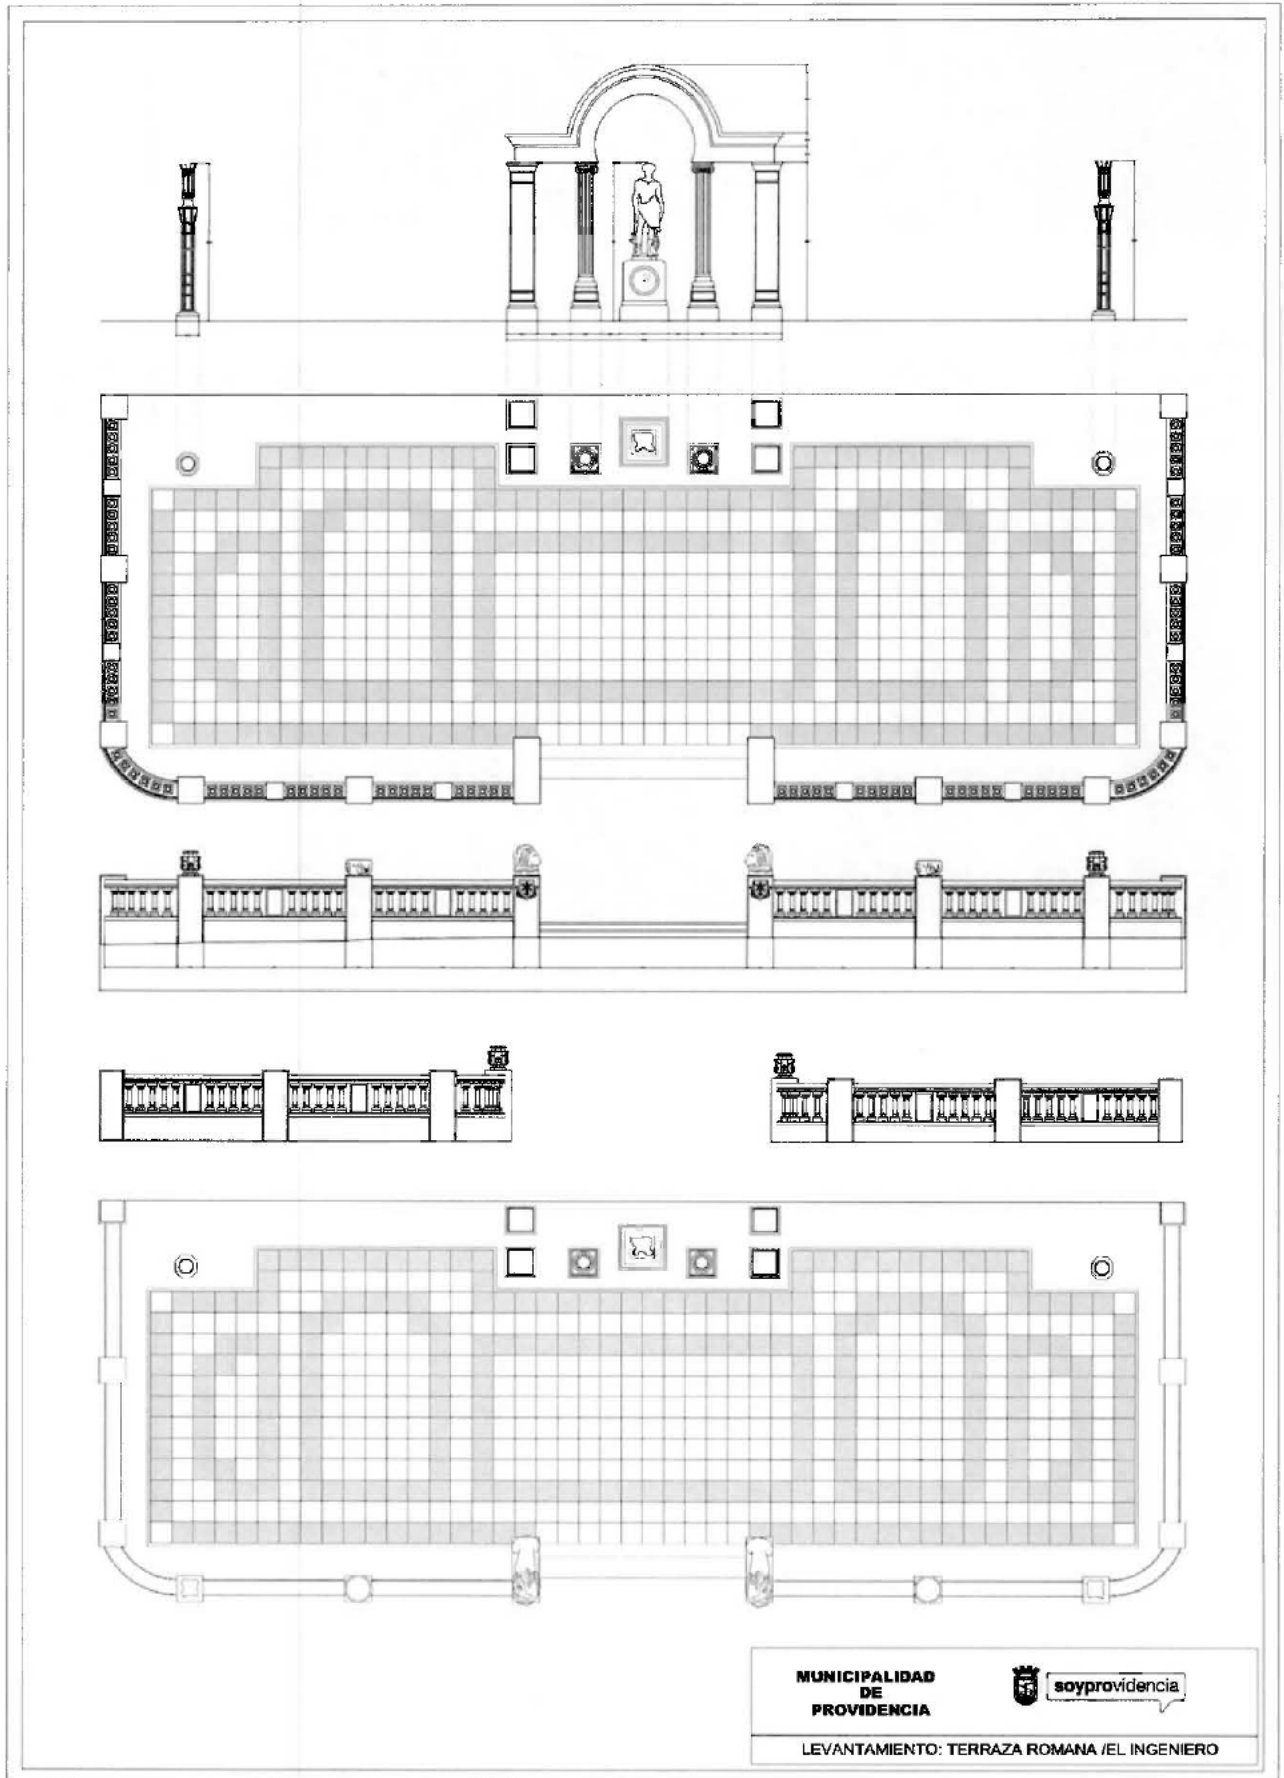 MUNICIPALIDAD
DE
PROVIDENCIA
soyprovidencia
LEVANTAMIENTO: TERRAZA ROMANA /EL INGENIERO